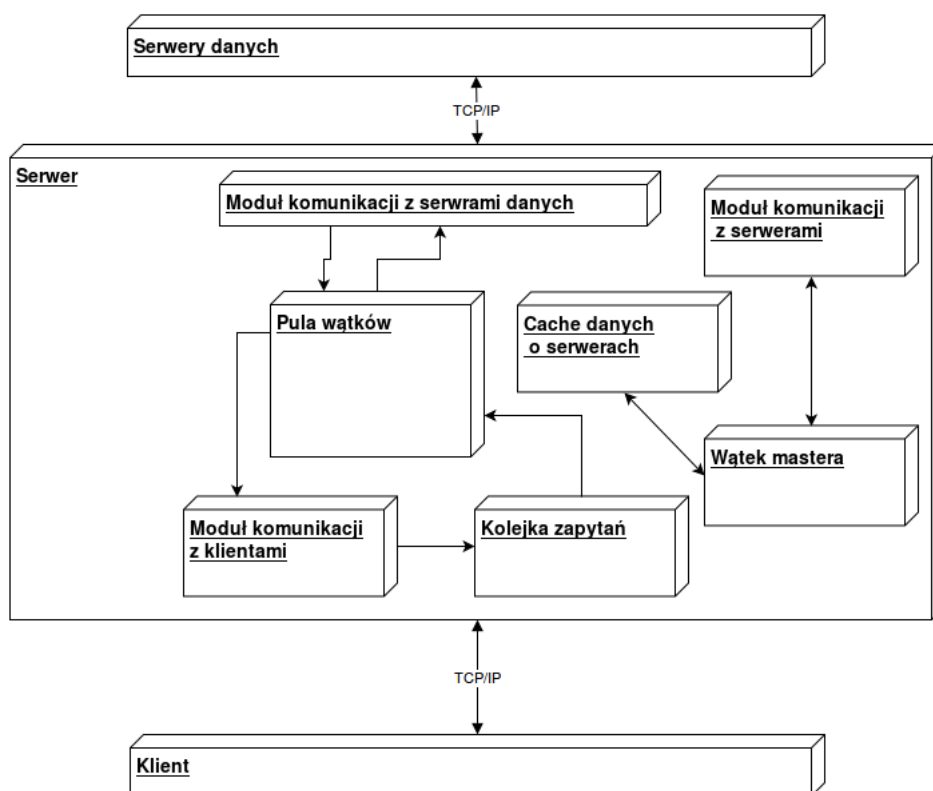 Serwery danych
TCP/IP
Serwer
Moduł komunikacji z serwrami danych
Moduł komunikacji
z serwerami
Pula wątków
Cache danych
o serwerach
Wątek mastera
Moduł komunikacji
z klientami
Kolejka zapytań
TCP/IP
Klient